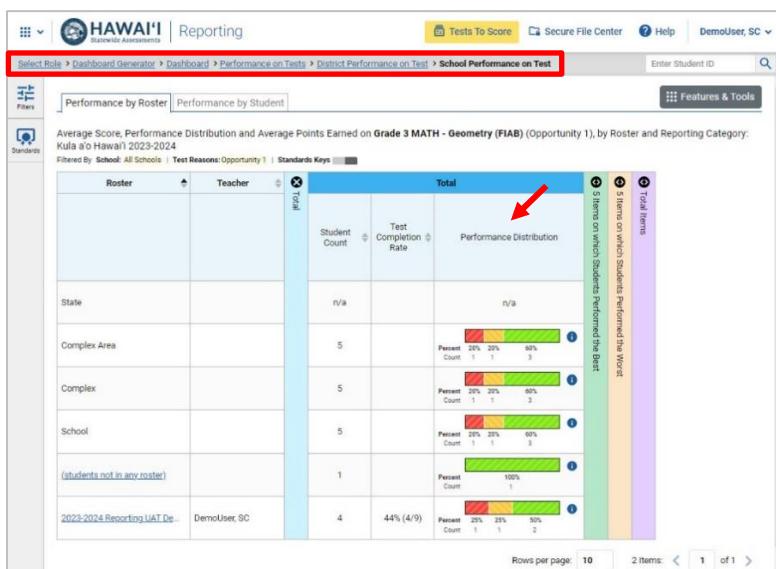 HAWAI'I
Statewide Assessments
Reporting
Tests To Score
Secure File Center
Help
DemoUser, SC
Select Role > Dashboard Generator > Dashboard > Performance on Tests > District Performance on Test > School Performance on Test
Enter Student ID
Filters
Standards
Performance by Roster
Performance by Student
Features & Tools
Average Score, Performance Distribution and Average Points Earned on Grade 3 MATH - Geometry (FIAB) (Opportunity 1), by Roster and Reporting Category:
Kula a'o Hawai'i 2023-2024
Filtered By School: All Schools | Test Reasons: Opportunity 1 | Standards Keys
Roster Teacher Total
Total
Student Count
Test Completion Rate
Performance Distribution
5 Items on which Students Performed the Best
5 Items on which Students Performed the Worst
Total Items
State n/a n/a
Complex Area 5
Percent 20% 20% 60%
Count 1 1 3
Complex 5
Percent 20% 20% 60%
Count 1 1 3
School 5
Percent 20% 20% 60%
Count 1 1 3
(students not in any roster) 1
Percent 100%
Count 1
2023-2024 Reporting UAT De... DemoUser, SC 4 44% (4/9)
Percent 25% 25% 50%
Count 1 1 2
Rows per page: 10 2 items: < 1 of 1 >